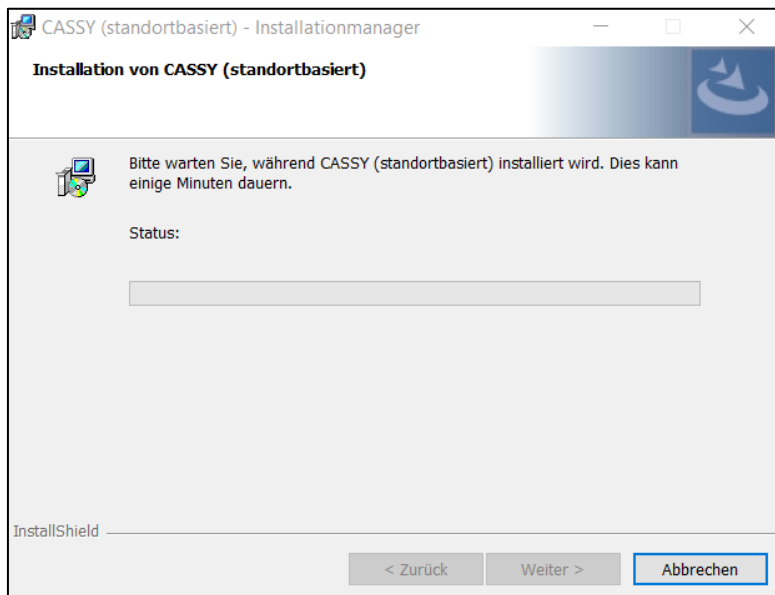 CASSY (standortbasiert) - Installationmanager
Installation von CASSY (standortbasiert)
Bitte warten Sie, während CASSY (standortbasiert) installiert wird. Dies kann
einige Minuten dauern.
Status:
InstallShield
< Zurück Weiter > Abbrechen